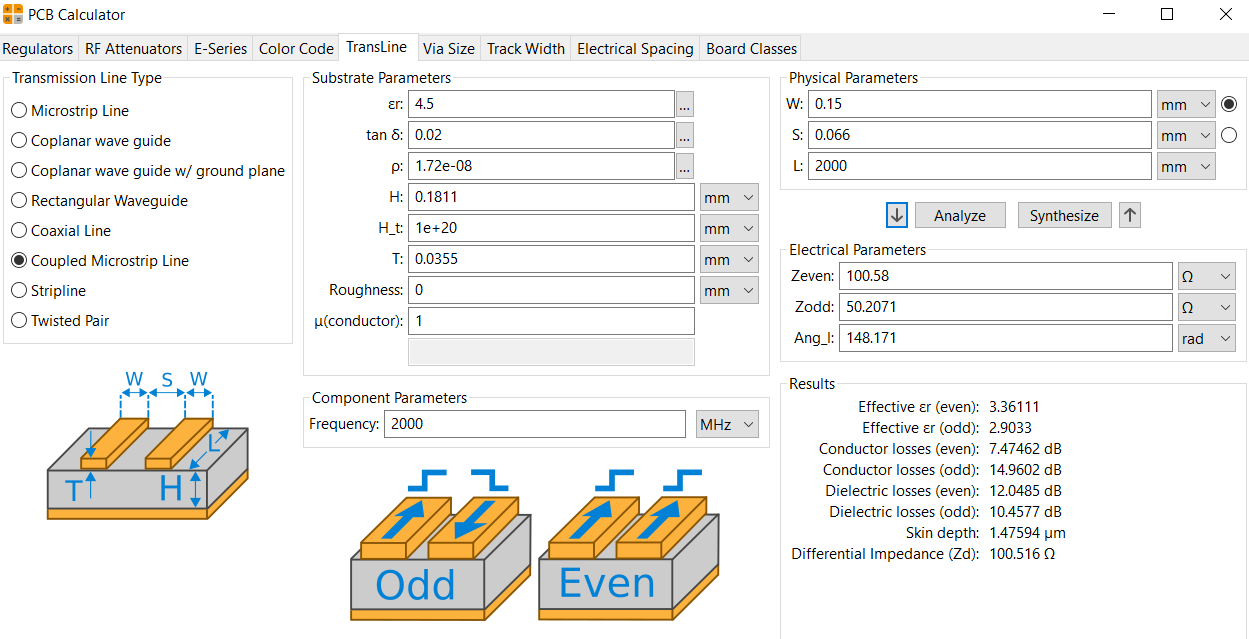 PCB Calculator
Regulators RF Attenuators E-Series Color Code TransLine Via Size Track Width Electrical Spacing Board Classes
Transmission Line Type
Microstrip Line
Coplanar wave guide
Coplanar wave guide w/ ground plane
Rectangular Waveguide
Coaxial Line
Coupled Microstrip Line
Stripline
Twisted Pair
W S W
L
T H
Substrate Parameters
εr: 4.5 ...
tan δ: 0.02 ...
ρ: 1.72e-08 ...
H: 0.1811 mm
H_t: 1e+20 mm
T: 0.0355 mm
Roughness: 0 mm
μ(conductor): 1
Component Parameters
Frequency: 2000 MHz
Odd Even
Physical Parameters
W: 0.15 mm
S: 0.066 mm
L: 2000 mm
Analyze Synthesize
Electrical Parameters
Zeven: 100.58 Ω
Zodd: 50.2071 Ω
Ang_l: 148.171 rad
Results
Effective εr (even): 3.36111
Effective εr (odd): 2.9033
Conductor losses (even): 7.47462 dB
Conductor losses (odd): 14.9602 dB
Dielectric losses (even): 12.0485 dB
Dielectric losses (odd): 10.4577 dB
Skin depth: 1.47594 μm
Differential Impedance (Zd): 100.516 Ω